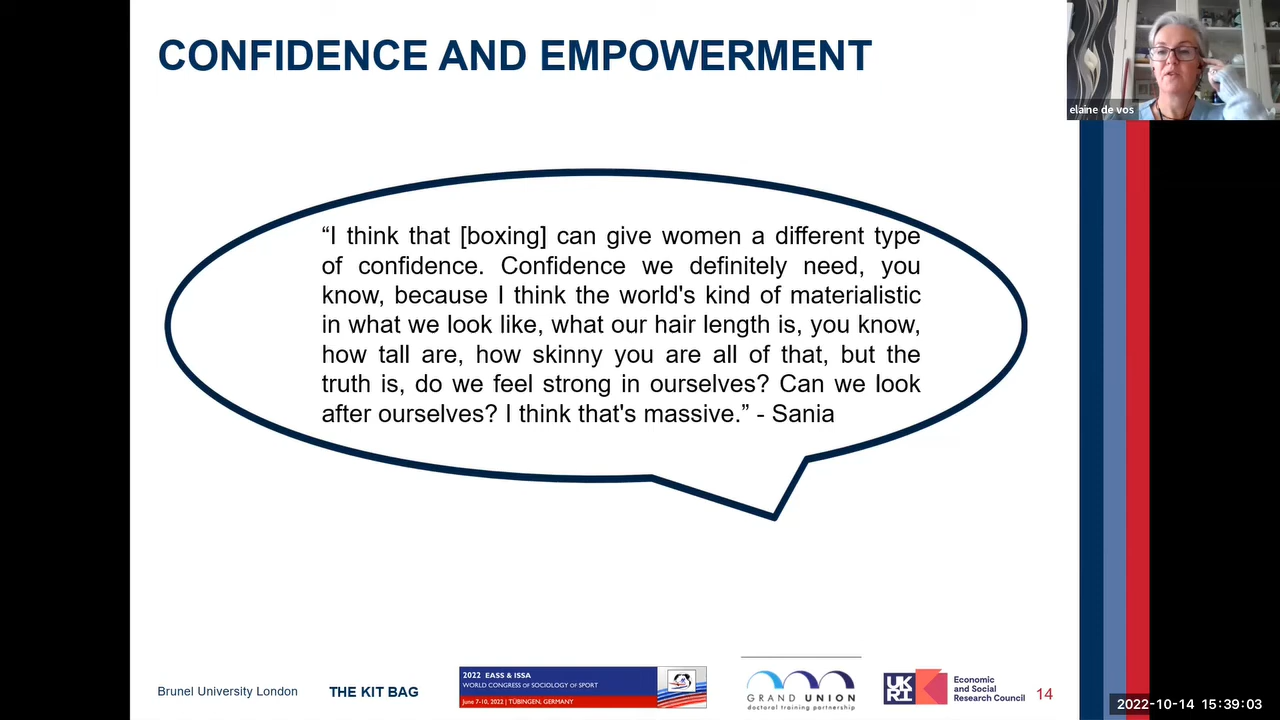 CONFIDENCE AND EMPOWERMENT
elaine de vos
“I think that [boxing] can give women a different type
of confidence. Confidence we definitely need, you
know, because I think the world's kind of materialistic
in what we look like, what our hair length is, you know,
how tall are, how skinny you are all of that, but the
truth is, do we feel strong in ourselves? Can we look
after ourselves? I think that's massive.” - Sania
Brunel University London
THE KIT BAG
2022 EASS & ISSA
WORLD CONGRESS OF SOCIOLOGY OF SPORT
June 7-10, 2022 | TÜBINGEN, GERMANY
GRAND UNION
doctoral training partnership
UK
RI
Economic
and Social
Research Council
14
2022-10-14 15:39:03